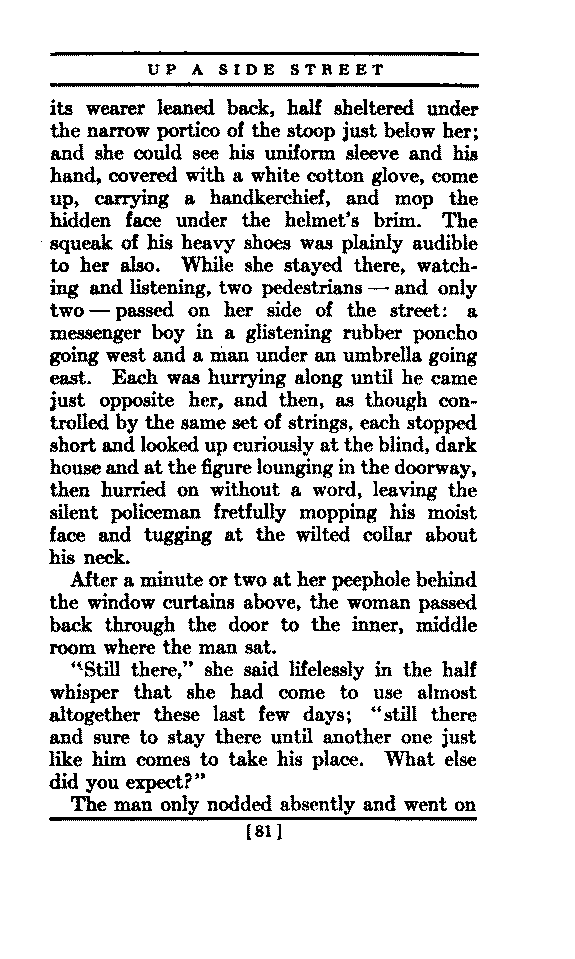 UP A SIDE STREET
its wearer leaned back, half sheltered under
the narrow portico of the stoop just below her;
and she could see his uniform sleeve and his
hand, covered with a white cotton glove, come
up, carrying a handkerchief, and mop the
hidden face under the helmet's brim. The
squeak of his heavy shoes was plainly audible
to her also. While she stayed there, watch-
ing and listening, two pedestrians — and only
two — passed on her side of the street: a
messenger boy in a glistening rubber poncho
going west and a man under an umbrella going
east. Each was hurrying along until he came
just opposite her, and then, as though con-
trolled by the same set of strings, each stopped
short and looked up curiously at the blind, dark
house and at the figure lounging in the doorway,
then hurried on without a word, leaving the
silent policeman fretfully mopping his moist
face and tugging at the wilted collar about
his neck.
After a minute or two at her peephole behind
the window curtains above, the woman passed
back through the door to the inner, middle
room where the man sat.
"Still there," she said lifelessly in the half
whisper that she had come to use almost
altogether these last few days; "still there
and sure to stay there until another one just
like him comes to take his place. What else
did you expect?"
The man only nodded absently and went on
[81]